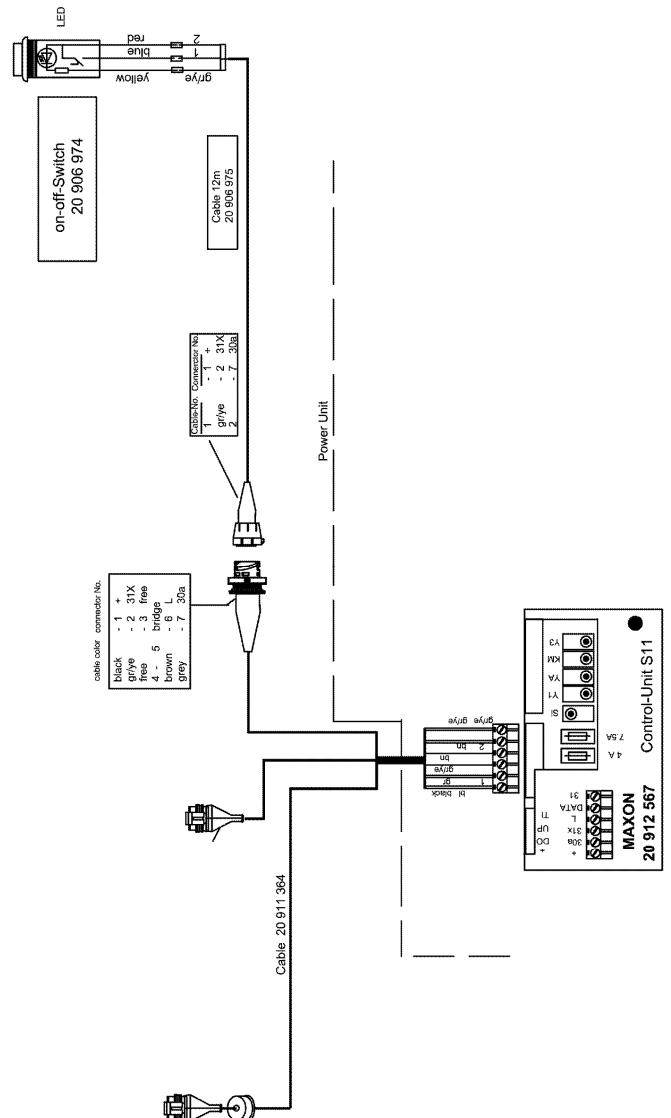 LED
red 2
blue 1
yellow gr/ye
on-off-Switch
20 906 974
Cable 12m
20 906 975
Cable-No. Connerctor No.
1 - 1 +
gr/ye - 2 31X
2 - 7 30a
Power Unit
cable color connector No.
black - 1 +
gr/ye - 2 31X
free - 3 free
4 - 5 bridge
brown - 6 L
grey - 7 30a
Cable 20 911 364
gr/ye gr/ye
2 bn
bn
gr/ye
1 gr
bl black
Y3
KM
YA
Y1
Si
7.5A
4 A
31
DATA
L
31x
30a
+
TI
UP
DO
+
Control-Unit S11
MAXON
20 912 567